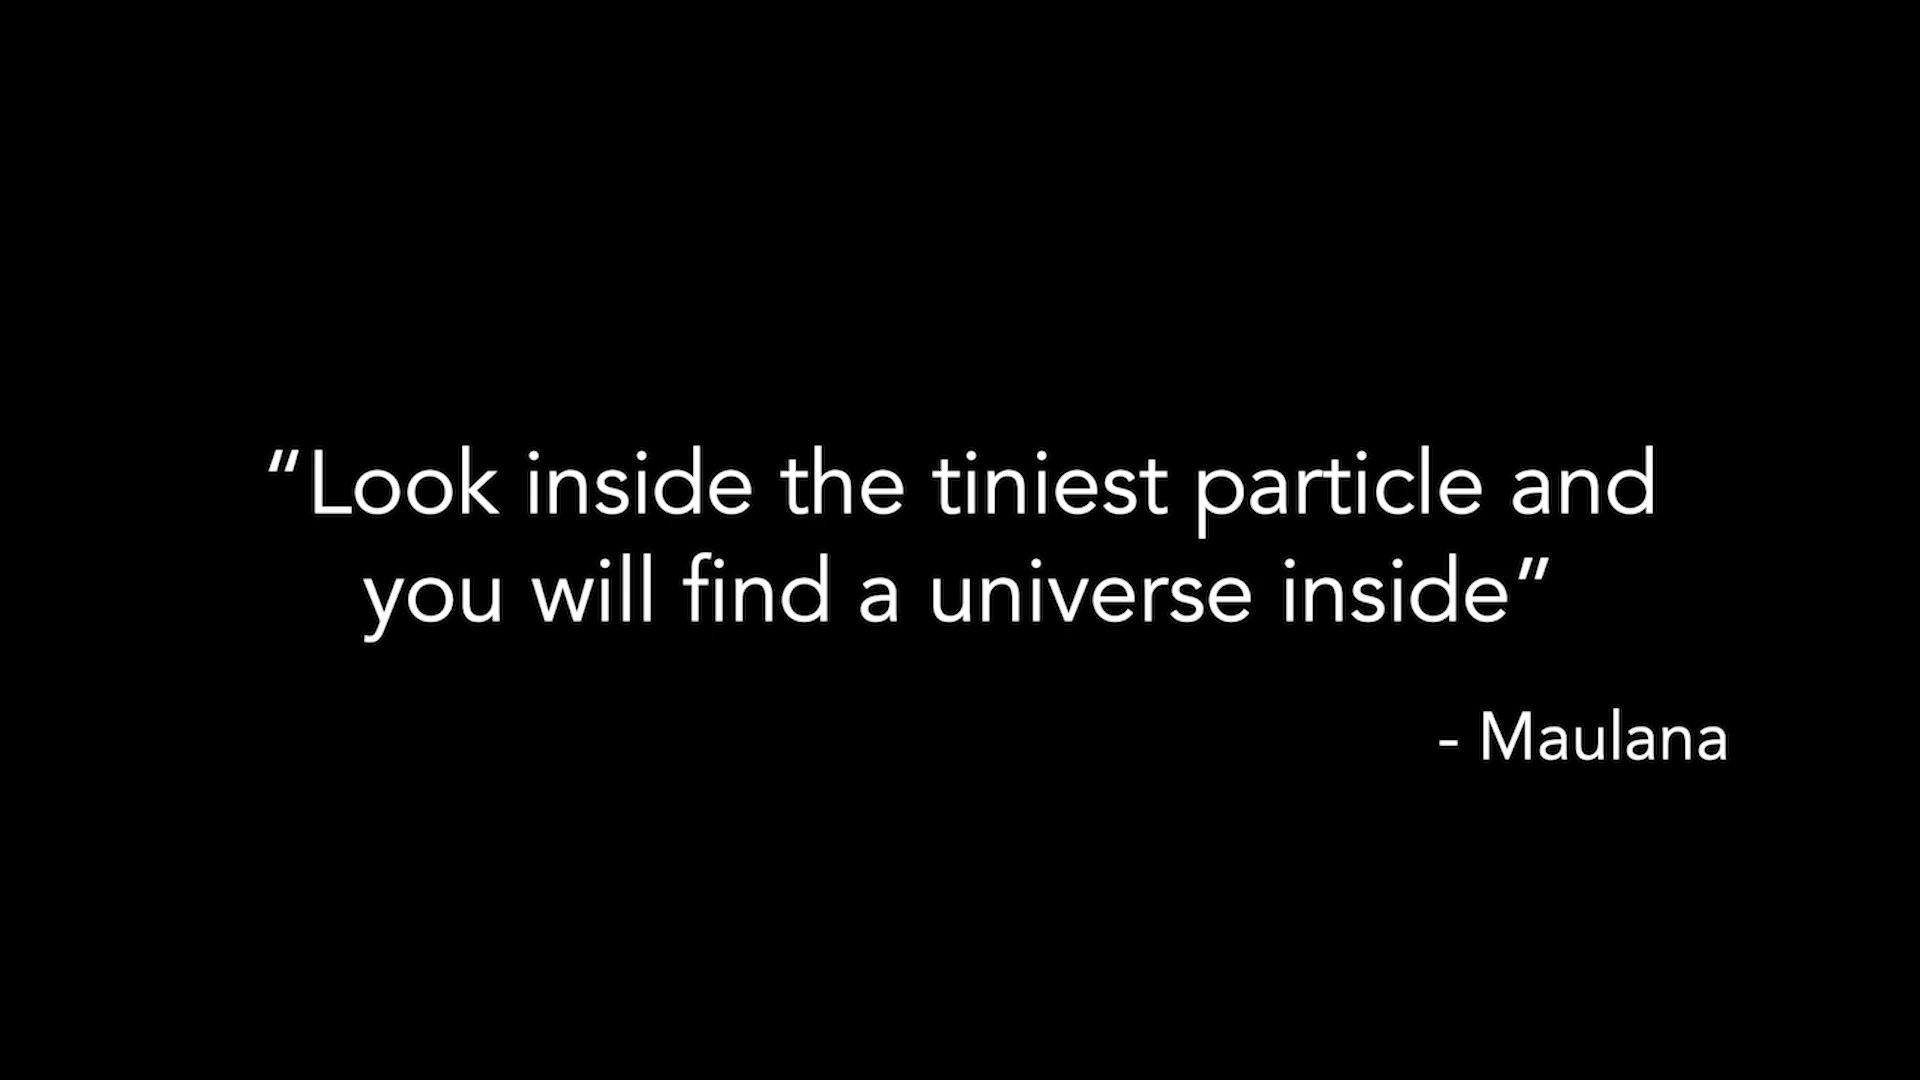 “Look inside the tiniest particle and
you will find a universe inside”
- Maulana